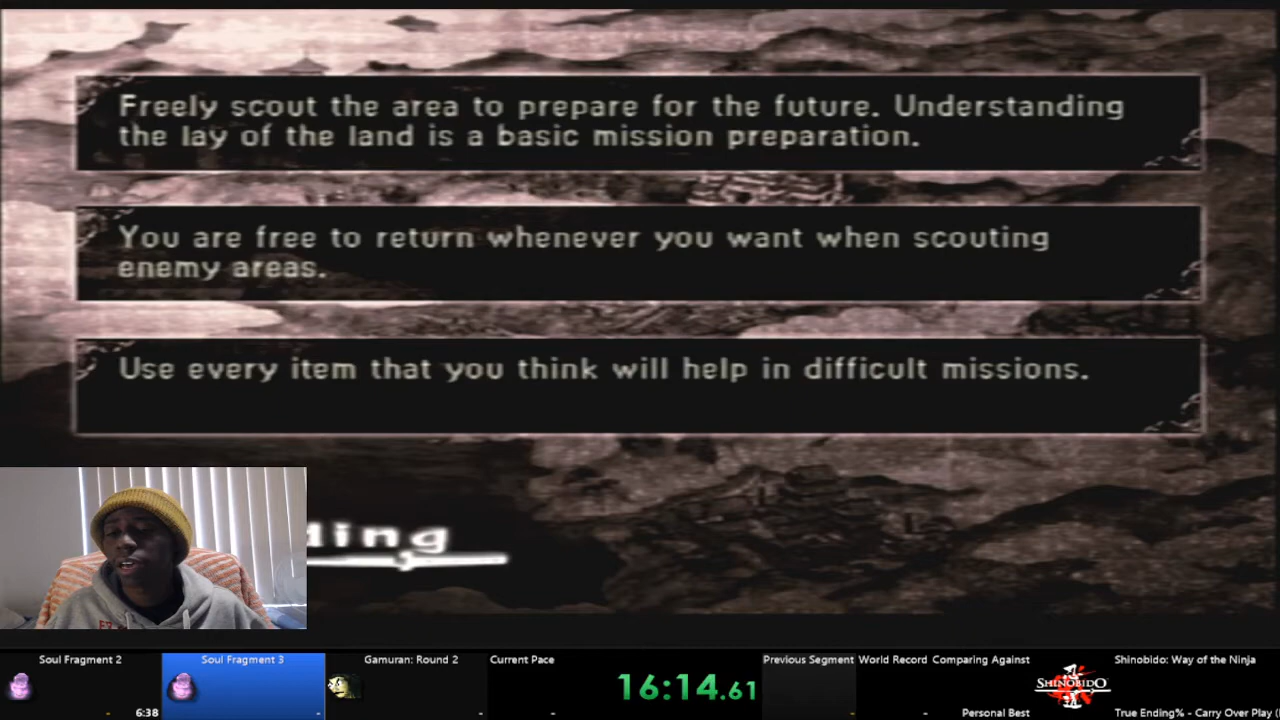 Freely scout the area to prepare for the future. Understanding
the lay of the land is a basic mission preparation.
You are free to return whenever you want when scouting
enemy areas.
Use every item that you think will help in difficult missions.
ding
Soul Fragment 2
6:38
Soul Fragment 3
-
Gamuran: Round 2
-
Current Pace
-
16:14.61
Previous Segment
-
World Record
-
Comparing Against
Personal Best
SHINOBIDO
Shinobido: Way of the Ninja
True Ending% - Carry Over Play (